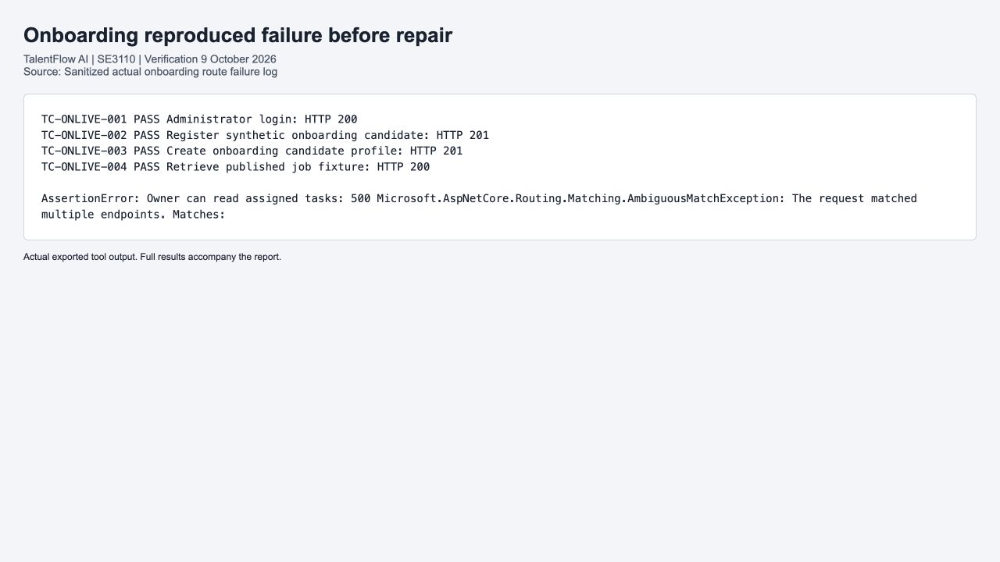 Onboarding reproduced failure before repair
TalentFlow AI | SE3110 | Verification 9 October 2026
Source: Sanitized actual onboarding route failure log
TC-ONLIVE-001 PASS Administrator login: HTTP 200
TC-ONLIVE-002 PASS Register synthetic onboarding candidate: HTTP 201
TC-ONLIVE-003 PASS Create onboarding candidate profile: HTTP 201
TC-ONLIVE-004 PASS Retrieve published job fixture: HTTP 200
AssertionError: Owner can read assigned tasks: 500 Microsoft.AspNetCore.Routing.Matching.AmbiguousMatchException: The request matched
multiple endpoints. Matches:
Actual exported tool output. Full results accompany the report.